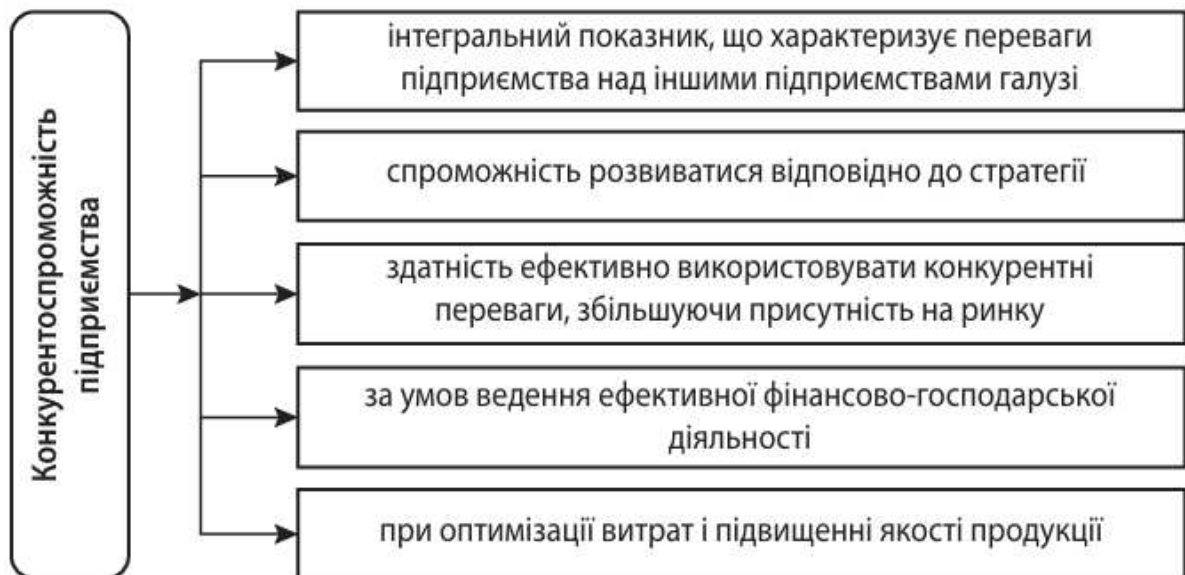 Конкурентоспроможність
підприємства
інтегральний показник, що характеризує переваги
підприємства над іншими підприємствами галузі
спроможність розвиватися відповідно до стратегії
здатність ефективно використовувати конкурентні
переваги, збільшуючи присутність на ринку
за умов ведення ефективної фінансово-господарської
діяльності
при оптимізації витрат і підвищенні якості продукції